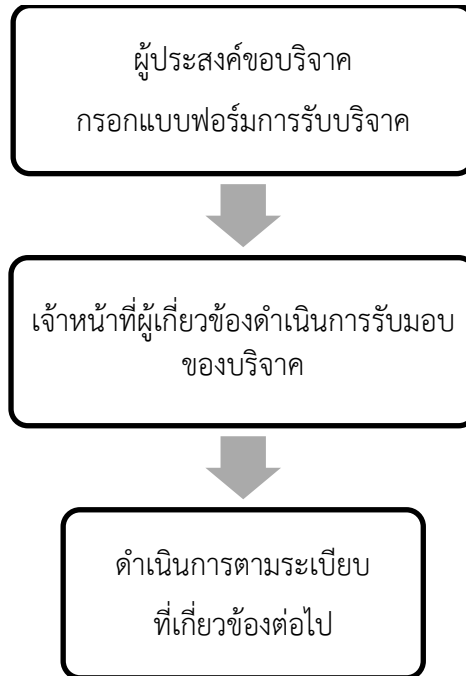 ผู้ประสงค์ขอบริจาค
กรอกแบบฟอร์มการรับบริจาค
เจ้าหน้าที่ผู้เกี่ยวข้องดำเนินการรับมอบ
ของบริจาค
ดำเนินการตามระเบียบ
ที่เกี่ยวข้องต่อไป